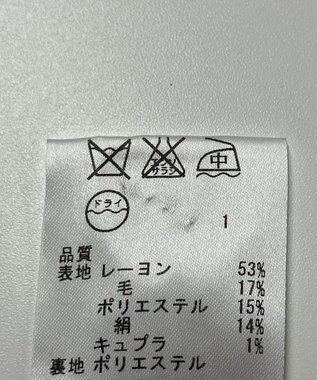 エンソ サラシ 中
ドライ 1
品質
表地 レーヨン 53%
毛 17%
ポリエステル 15%
絹 14%
キュプラ 1%
裏地 ポリエステル